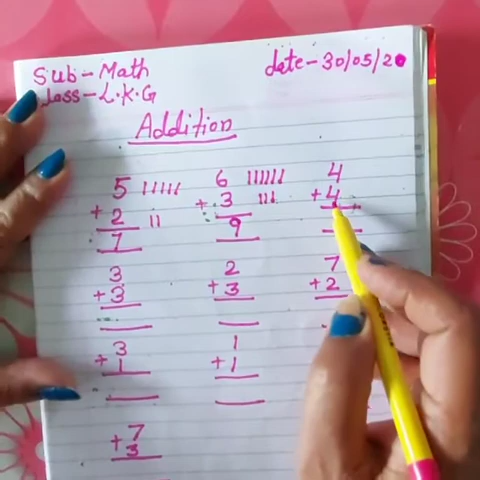 Sub - Math
date - 30/05/20
lass - L.K.G
Addition
5 IIIII 6 IIIIII 4
+ 2 II + 3 III + 4
7 9
3 2 7
+ 3 + 3 + 2
3 1
+ 1 + 1
7
+ 3